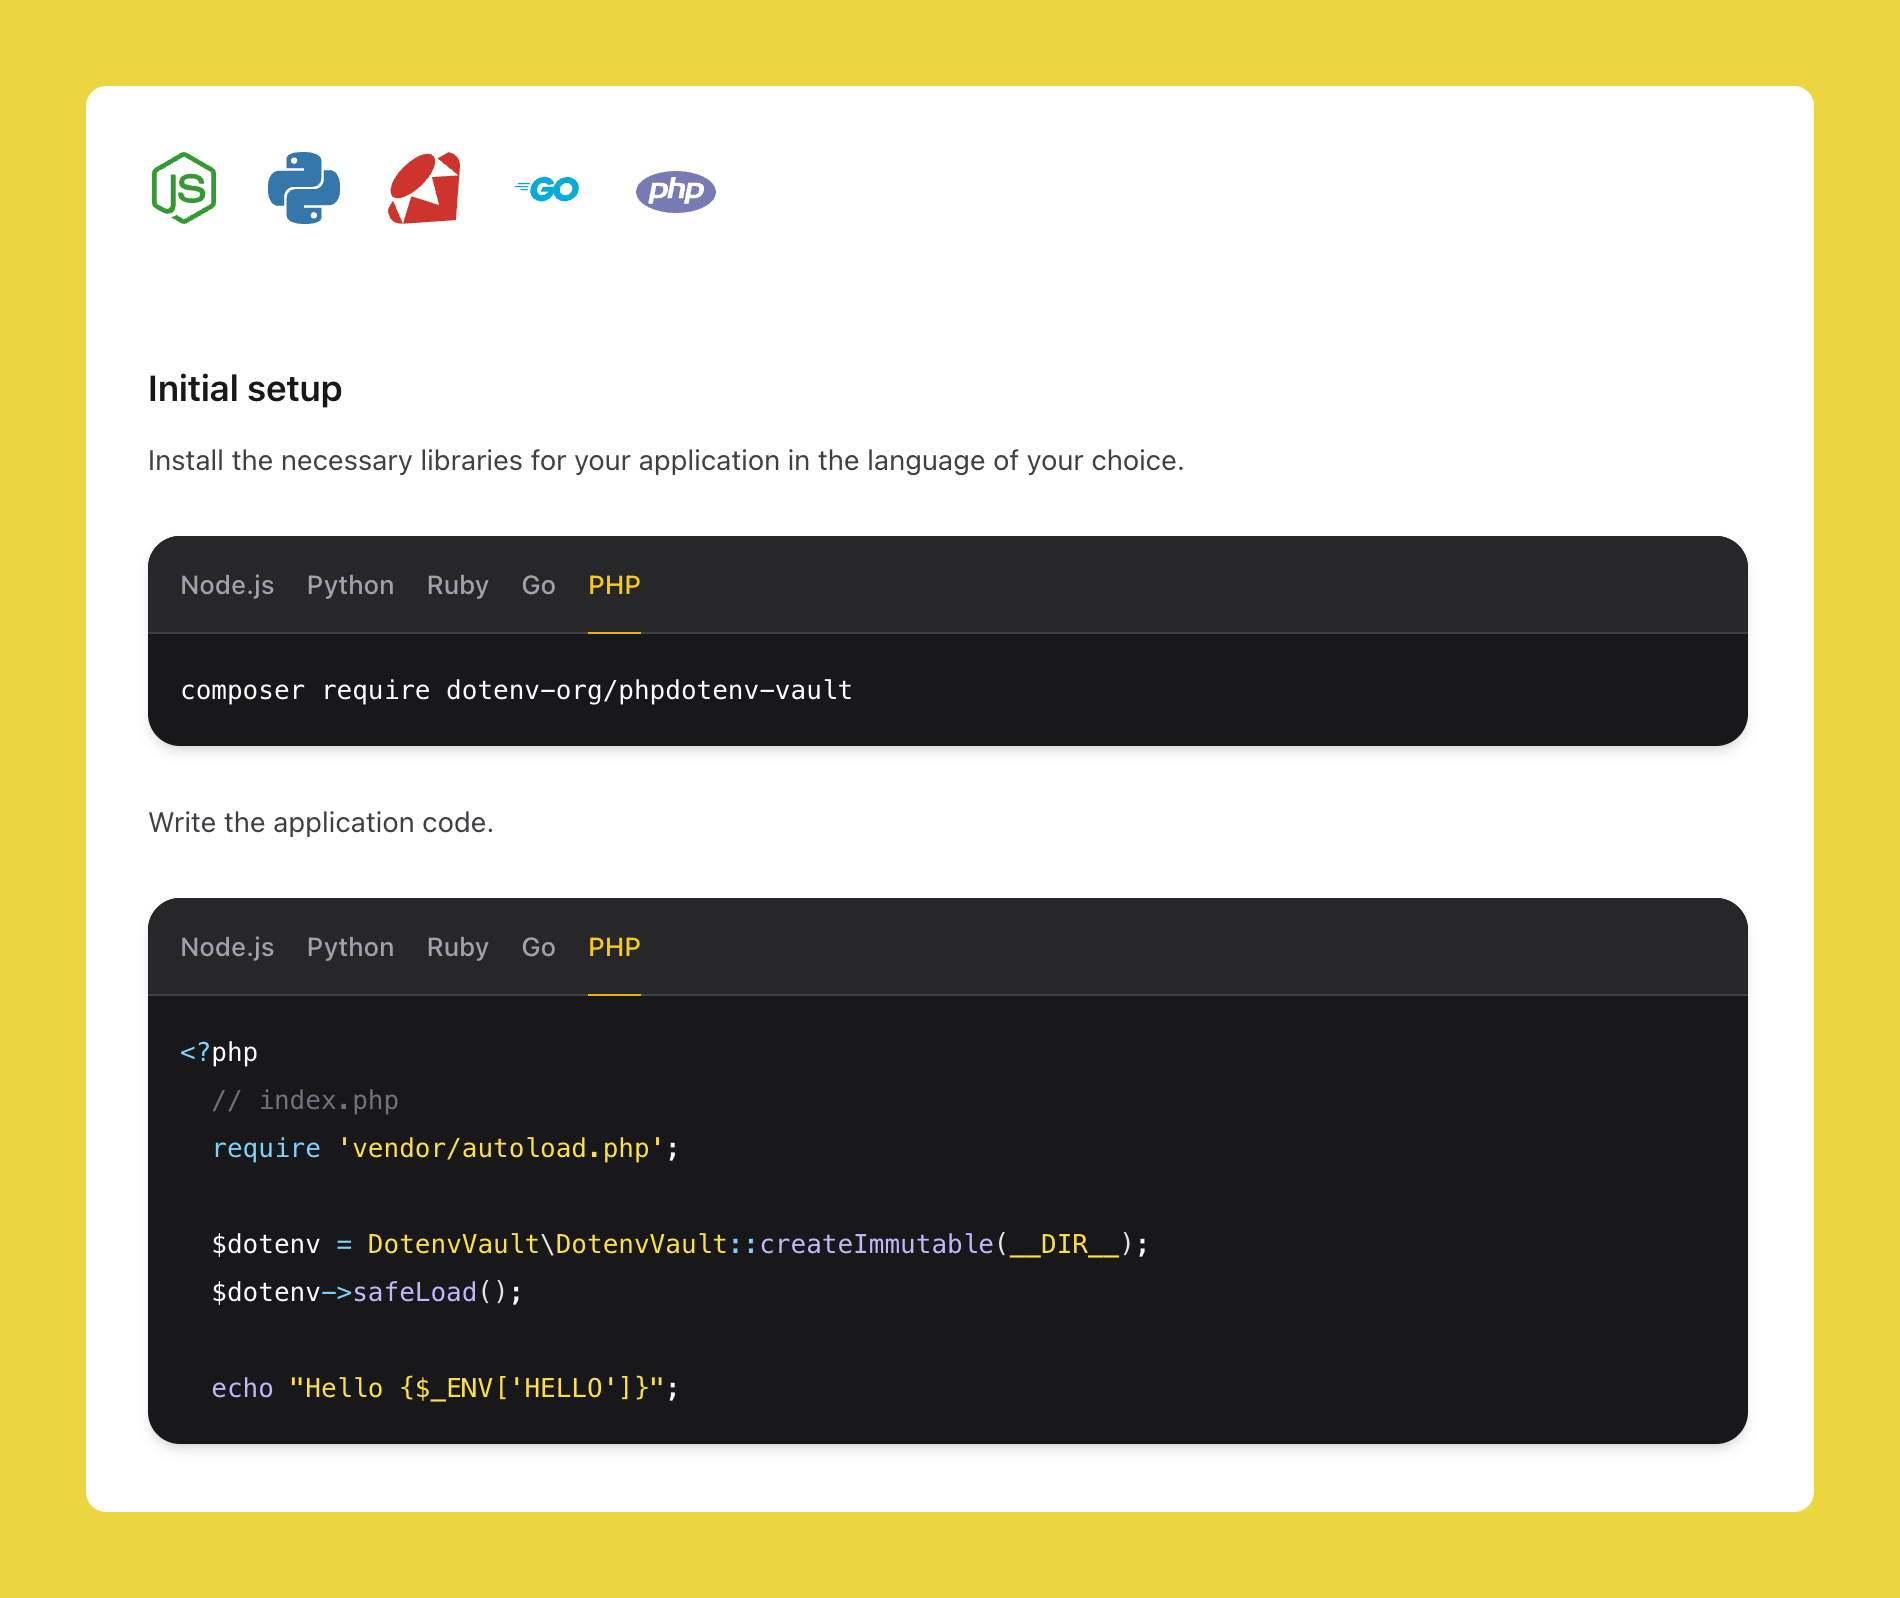 JS
GO
php
Initial setup
Install the necessary libraries for your application in the language of your choice.
Node.js Python Ruby Go PHP
composer require dotenv-org/phpdotenv-vault
Write the application code.
Node.js Python Ruby Go PHP
<?php
  // index.php
  require 'vendor/autoload.php';
  $dotenv = DotenvVault\DotenvVault::createImmutable(__DIR__);
  $dotenv->safeLoad();
  echo "Hello {$_ENV['HELLO']}";